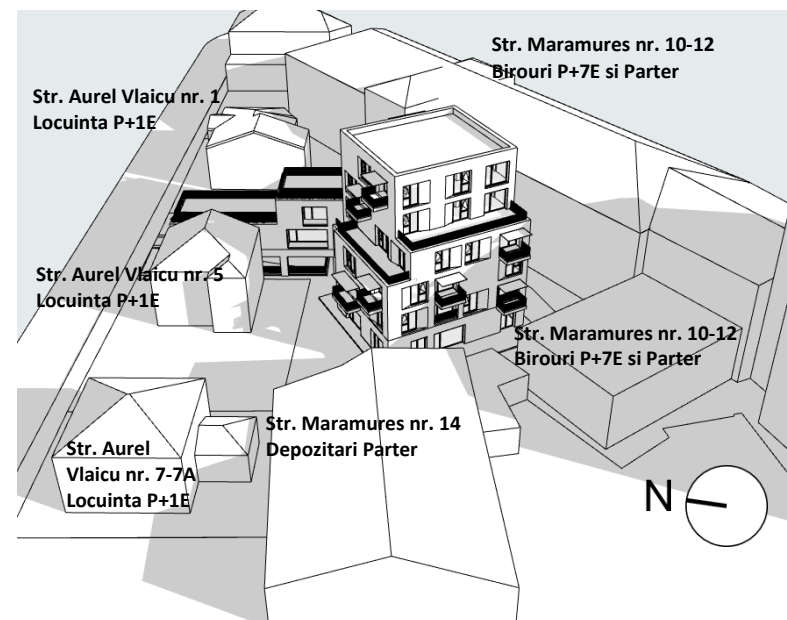 Str. Maramures nr. 10-12
Birouri P+7E si Parter
Str. Aurel Vlaicu nr. 1
Locuinta P+1E
Str. Aurel Vlaicu nr. 5
Locuinta P+1E
Str. Maramures nr. 10-12
Birouri P+7E si Parter
Str. Maramures nr. 14
Depozitari Parter
Str. Aurel
Vlaicu nr. 7-7A
Locuinta P+1E
N